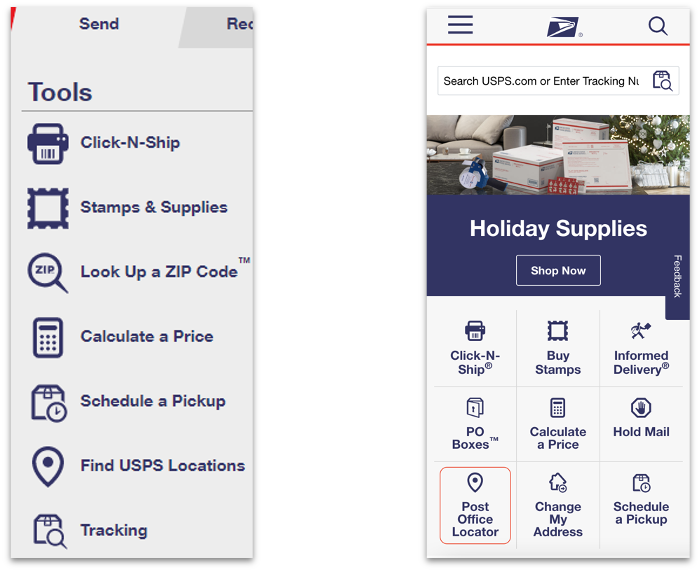 Send
Rec
Tools
Click-N-Ship
Stamps & Supplies
ZIP
Look Up a ZIP Code™
Calculate a Price
Schedule a Pickup
Find USPS Locations
Tracking
®
Search USPS.com or Enter Tracking Nu
Holiday Supplies
Shop Now
Feedback
Click-N-
Ship®
Buy
Stamps
Informed
Delivery®
PO
Boxes™
Calculate
a Price
Hold Mail
Post
Office
Locator
Change
My
Address
Schedule
a Pickup